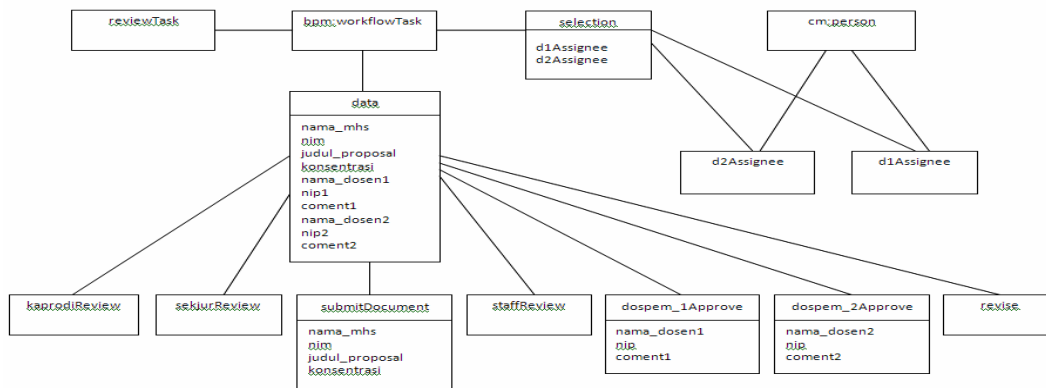 reviewTask
bpm:workflowTask
selection
d1Assignee
d2Assignee
cm:person
data
nama_mhs
nim
judul_proposal
konsentrasi
nama_dosen1
nip1
coment1
nama_dosen2
nip2
coment2
d2Assignee
d1Assignee
kaprodiReview
sekjurReview
submitDocument
nama_mhs
nim
judul_proposal
konsentrasi
staffReview
dospem_1Approve
nama_dosen1
nip
coment1
dospem_2Approve
nama_dosen2
nip
coment2
revise